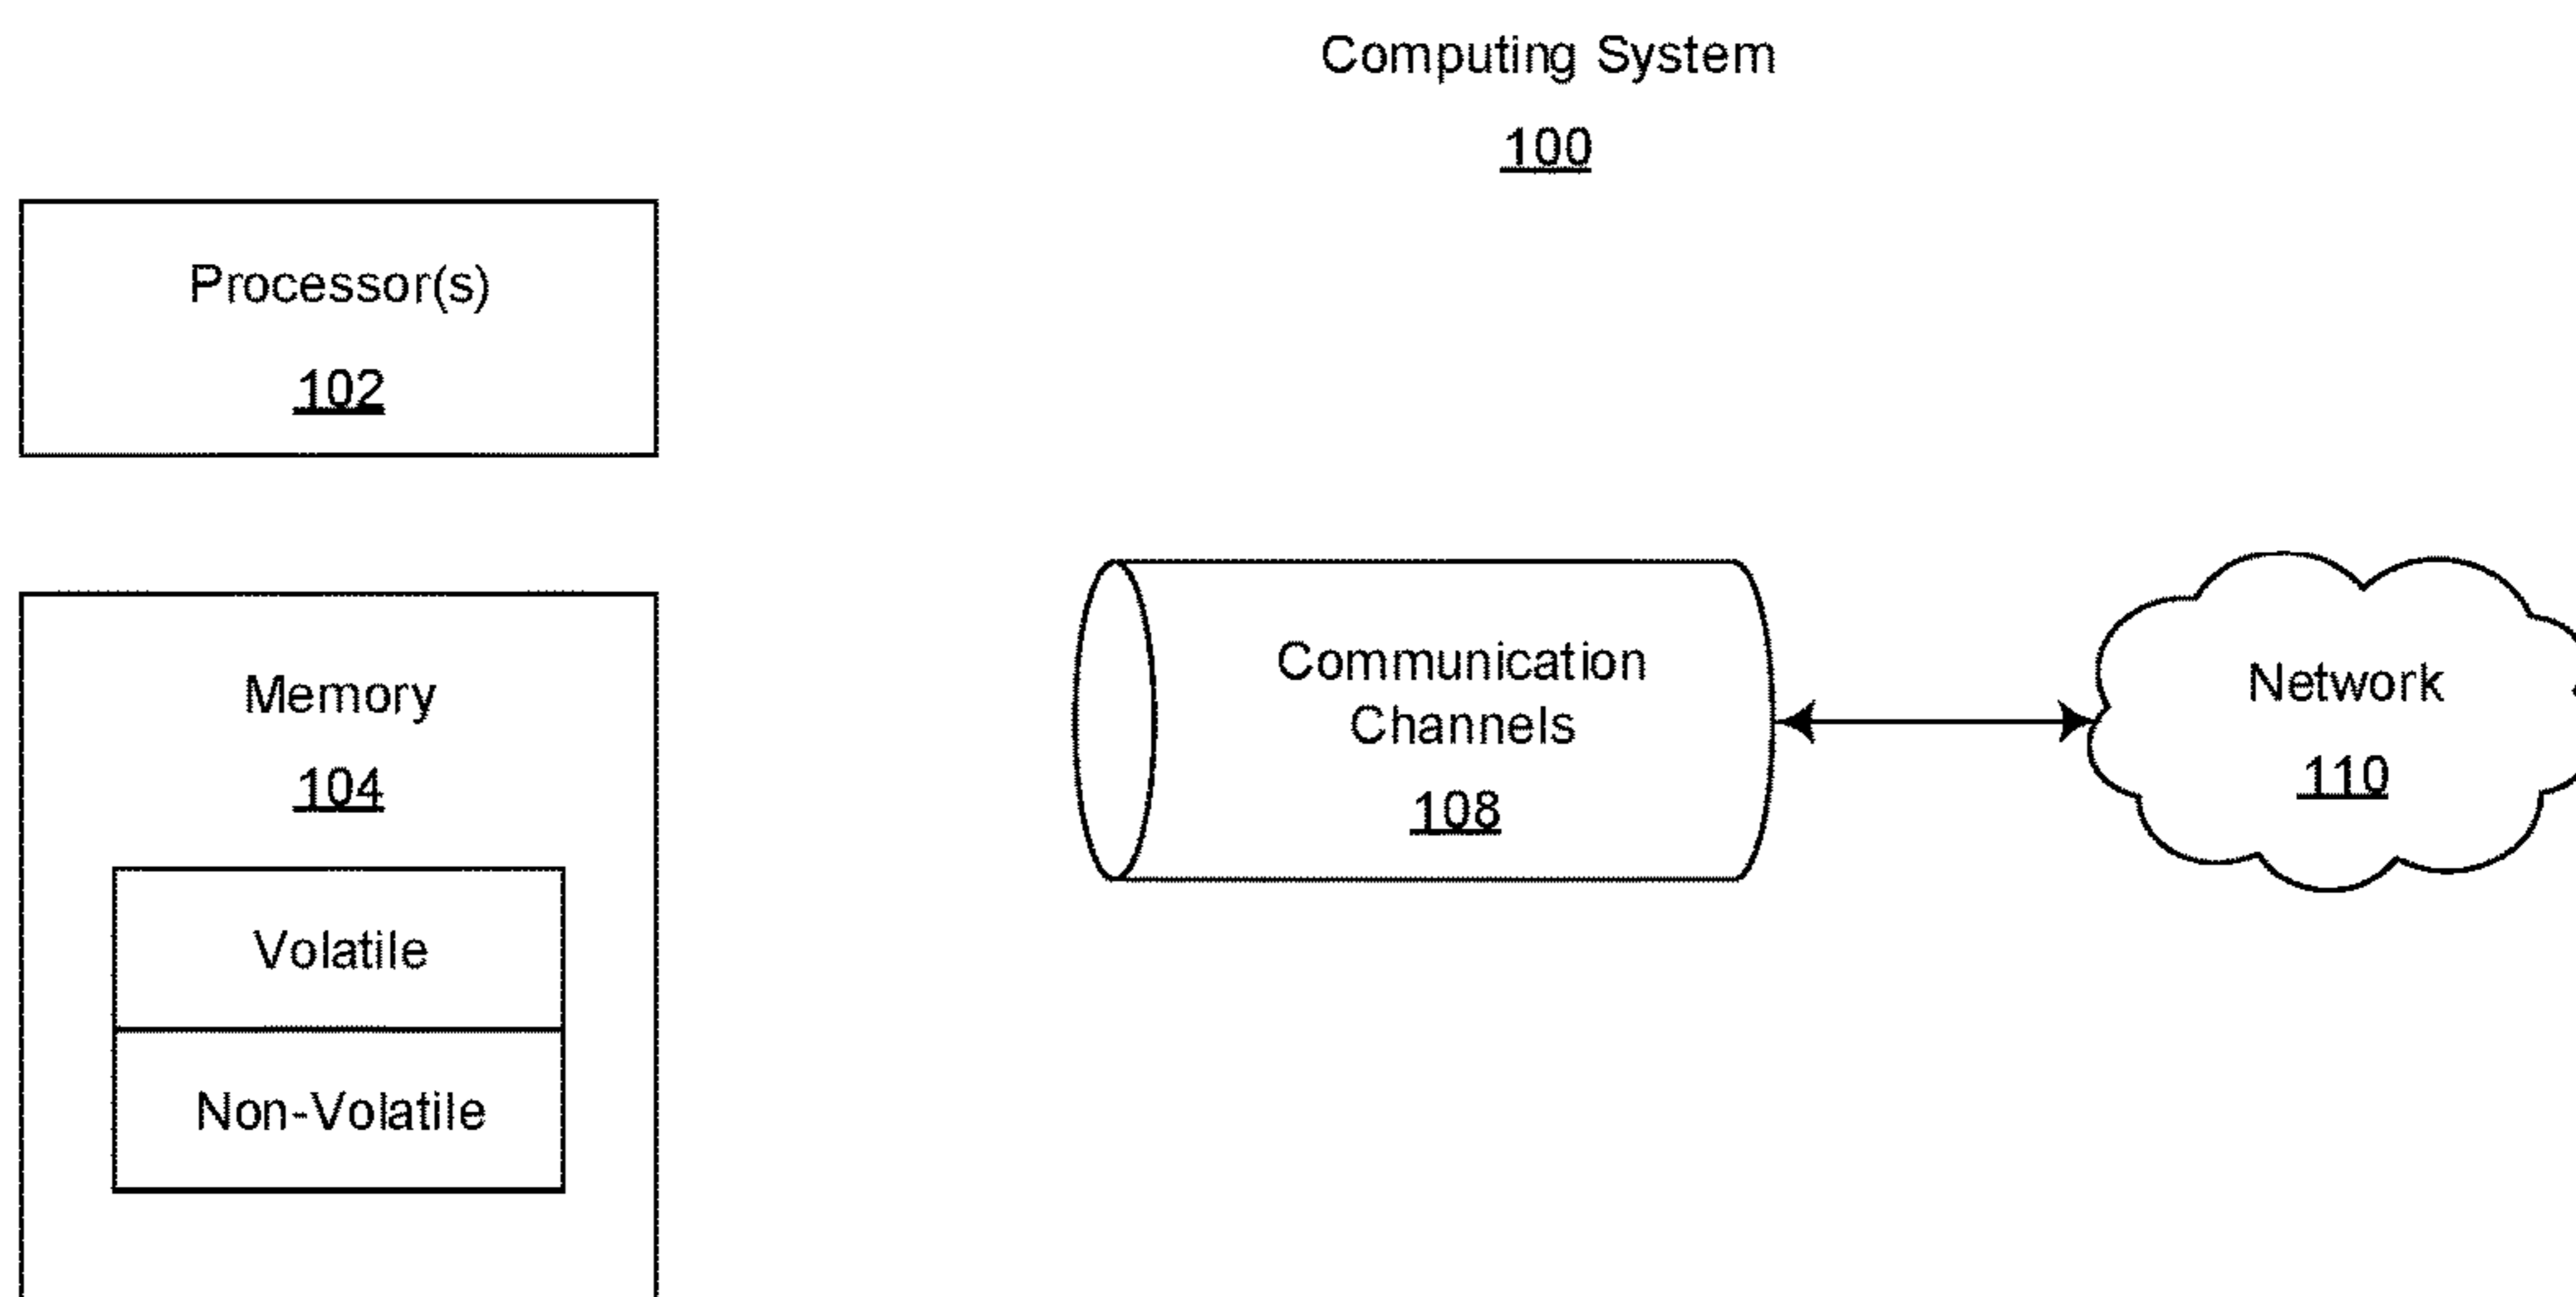 Computing System
100
Processor(s)
102
Memory
104
Volatile
Non-Volatile
Communication
Channels
108
Network
110